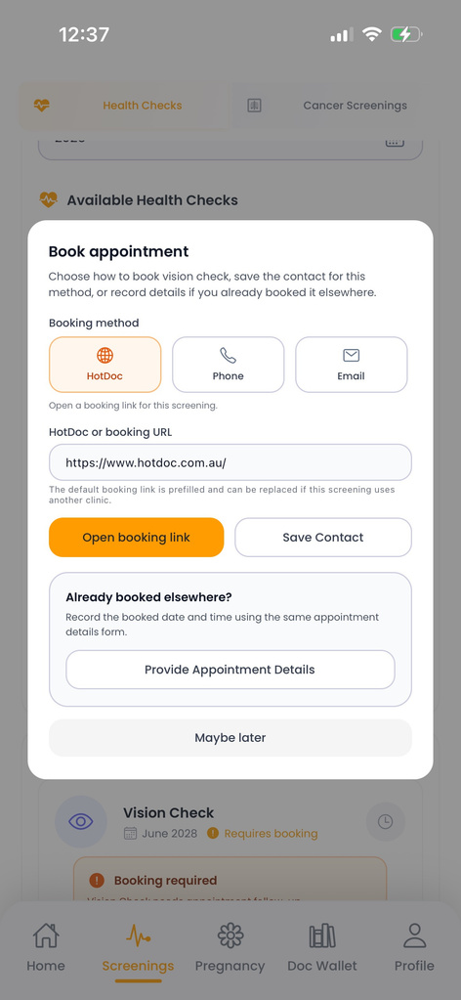 12:37
Health Checks
Cancer Screenings
Available Health Checks
Book appointment
Choose how to book vision check, save the contact for this
method, or record details if you already booked it elsewhere.
Booking method
HotDoc
Phone
Email
Open a booking link for this screening.
HotDoc or booking URL
https://www.hotdoc.com.au/
The default booking link is prefilled and can be replaced if this screening uses
another clinic.
Open booking link
Save Contact
Already booked elsewhere?
Record the booked date and time using the same appointment
details form.
Provide Appointment Details
Maybe later
Vision Check
June 2028
Requires booking
Booking required
Home
Screenings
Pregnancy
Doc Wallet
Profile